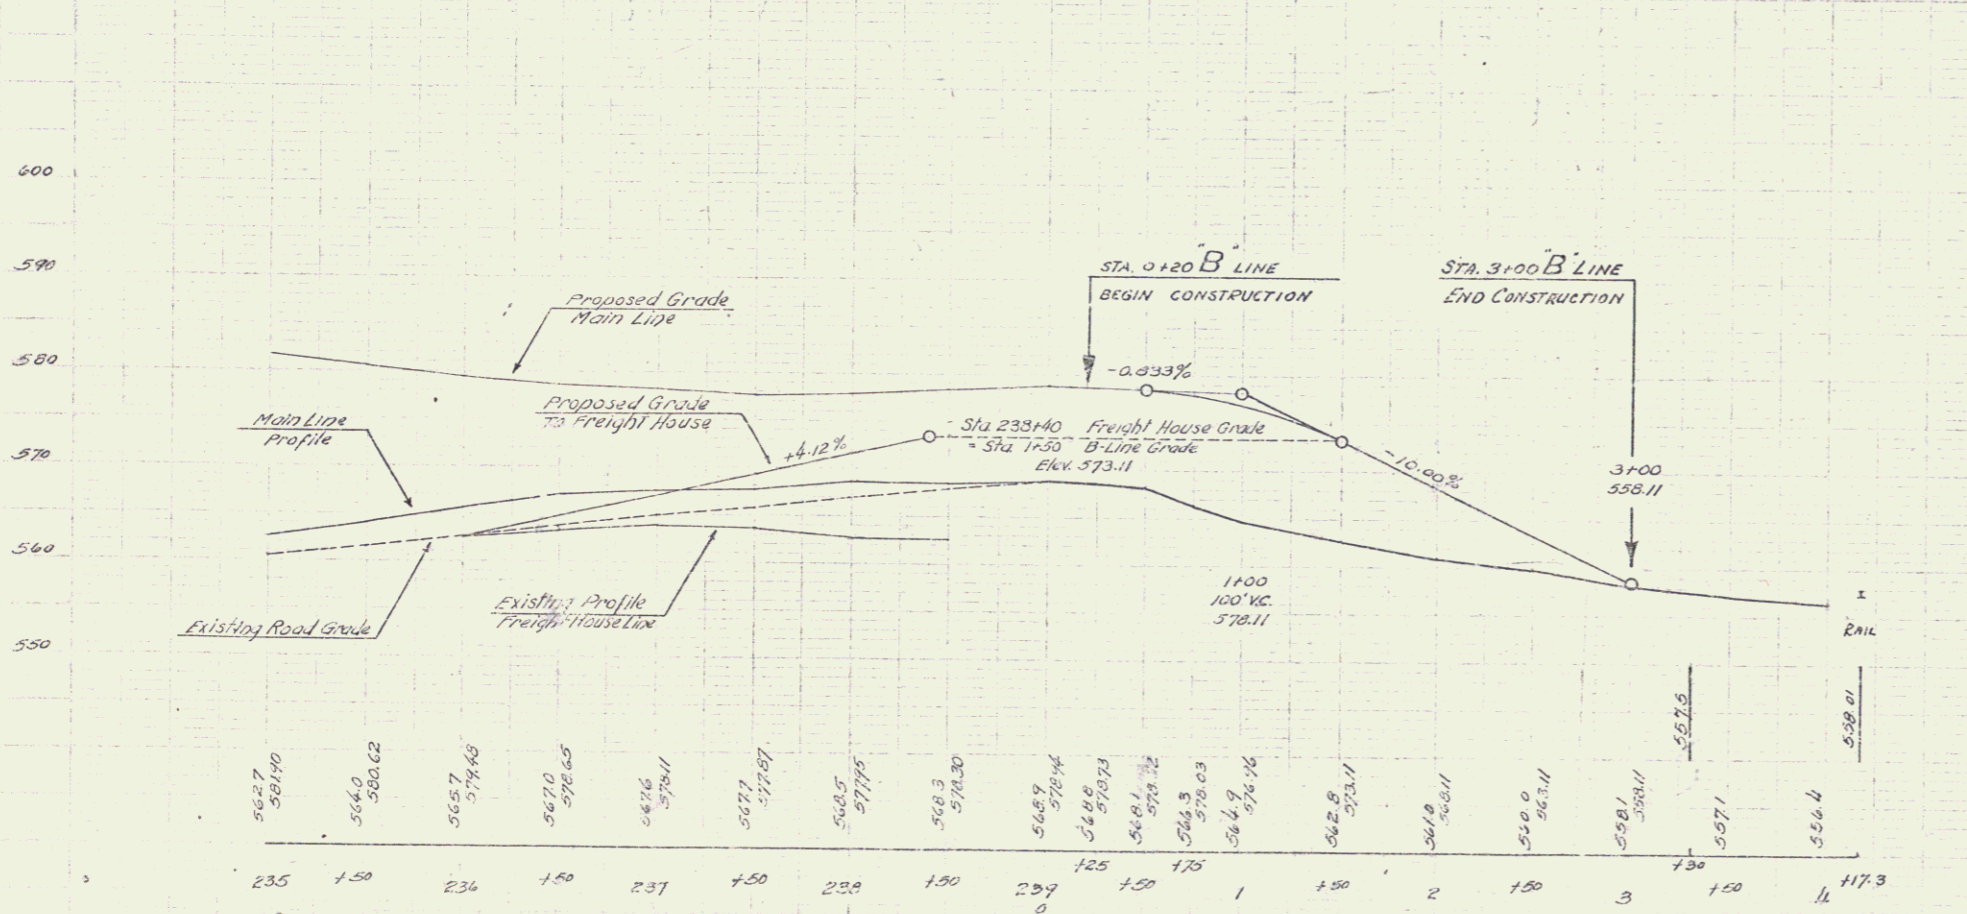 600
590
580
570
560
550
Proposed Grade
Main Line
STA. 0+20 "B" LINE
BEGIN CONSTRUCTION
STA. 3+00 "B" LINE
END CONSTRUCTION
-0.833%
Main Line
Profile
Proposed Grade
To Freight House
+4.12%
Sta 238+40 Freight House Grade
= Sta 1+50 B-Line Grade
Elev. 573.11
-10.00%
3+00
558.11
1+00
100' V.C.
578.11
Existing Road Grade
Existing Profile
Freight House Line
I
RAIL
557.5
558.01
562.7
581.90
564.0
580.62
565.7
579.48
567.0
578.65
567.6
578.11
567.7
577.87
568.5
577.95
568.3
578.30
568.9
578.94
568.8
578.73
568.1
566.3
578.03
564.9
576.76
562.8
573.11
561.0
568.11
560.0
563.11
558.1
558.11
557.1
556.4
235 +50 236 +50 237 +50 238 +50 239 +25 +50 +75 1 +50 2 +50 3 +30 +50 4 +17.3
0